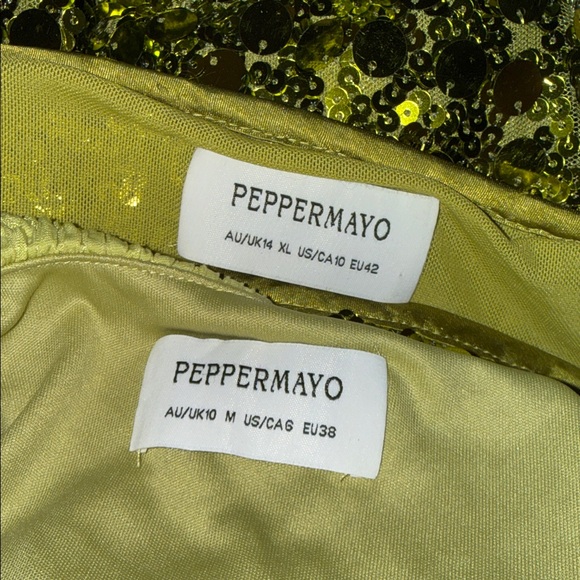 PEPPERMAYO
AU/UK14 XL US/CA10 EU42
PEPPERMAYO
AU/UK10 M US/CA6 EU38